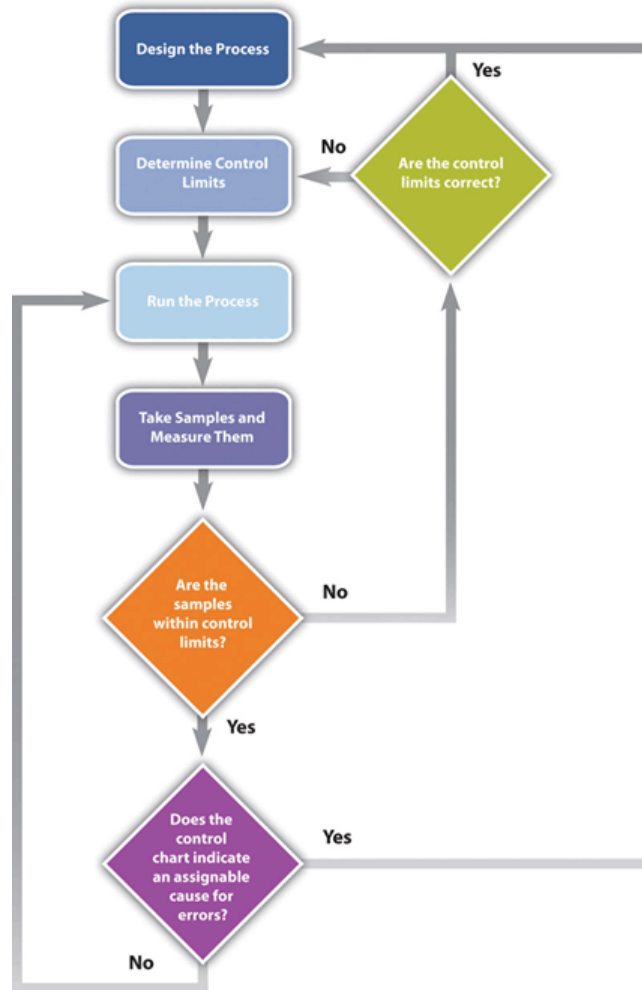 Design the Process
Yes
No
Determine Control
Limits
Are the control
limits correct?
Run the Process
Take Samples and
Measure Them
Are the
samples
within control
limits?
No
Yes
Does the
control
chart indicate
an assignable
cause for
errors?
Yes
No